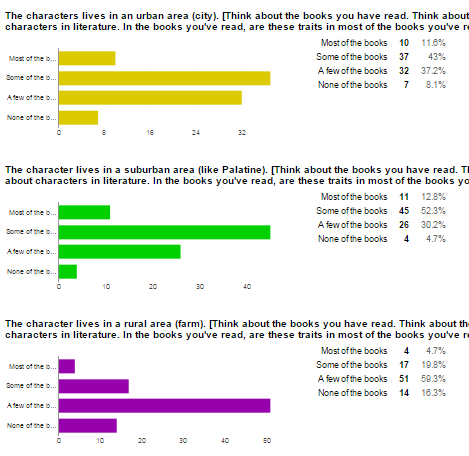 The characters lives in an urban area (city). [Think about the books you have read. Think about
characters in literature. In the books you've read, are these traits in most of the books you've re
Most of the books 10 11.6%
Some of the books 37 43%
A few of the books 32 37.2%
None of the books 7 8.1%
Most of the b...
Some of the b...
A few of the b...
None of the b...
0 8 16 24 32
The character lives in a suburban area (like Palatine). [Think about the books you have read. Th
about characters in literature. In the books you've read, are these traits in most of the books yo
Most of the books 11 12.8%
Some of the books 45 52.3%
A few of the books 26 30.2%
None of the books 4 4.7%
Most of the b...
Some of the b...
A few of the b...
None of the b...
0 10 20 30 40
The character lives in a rural area (farm). [Think about the books you have read. Think about the
characters in literature. In the books you've read, are these traits in most of the books you've re
Most of the books 4 4.7%
Some of the books 17 19.8%
A few of the books 51 59.3%
None of the books 14 16.3%
Most of the b...
Some of the b...
A few of the b...
None of the b...
0 10 20 30 40 50